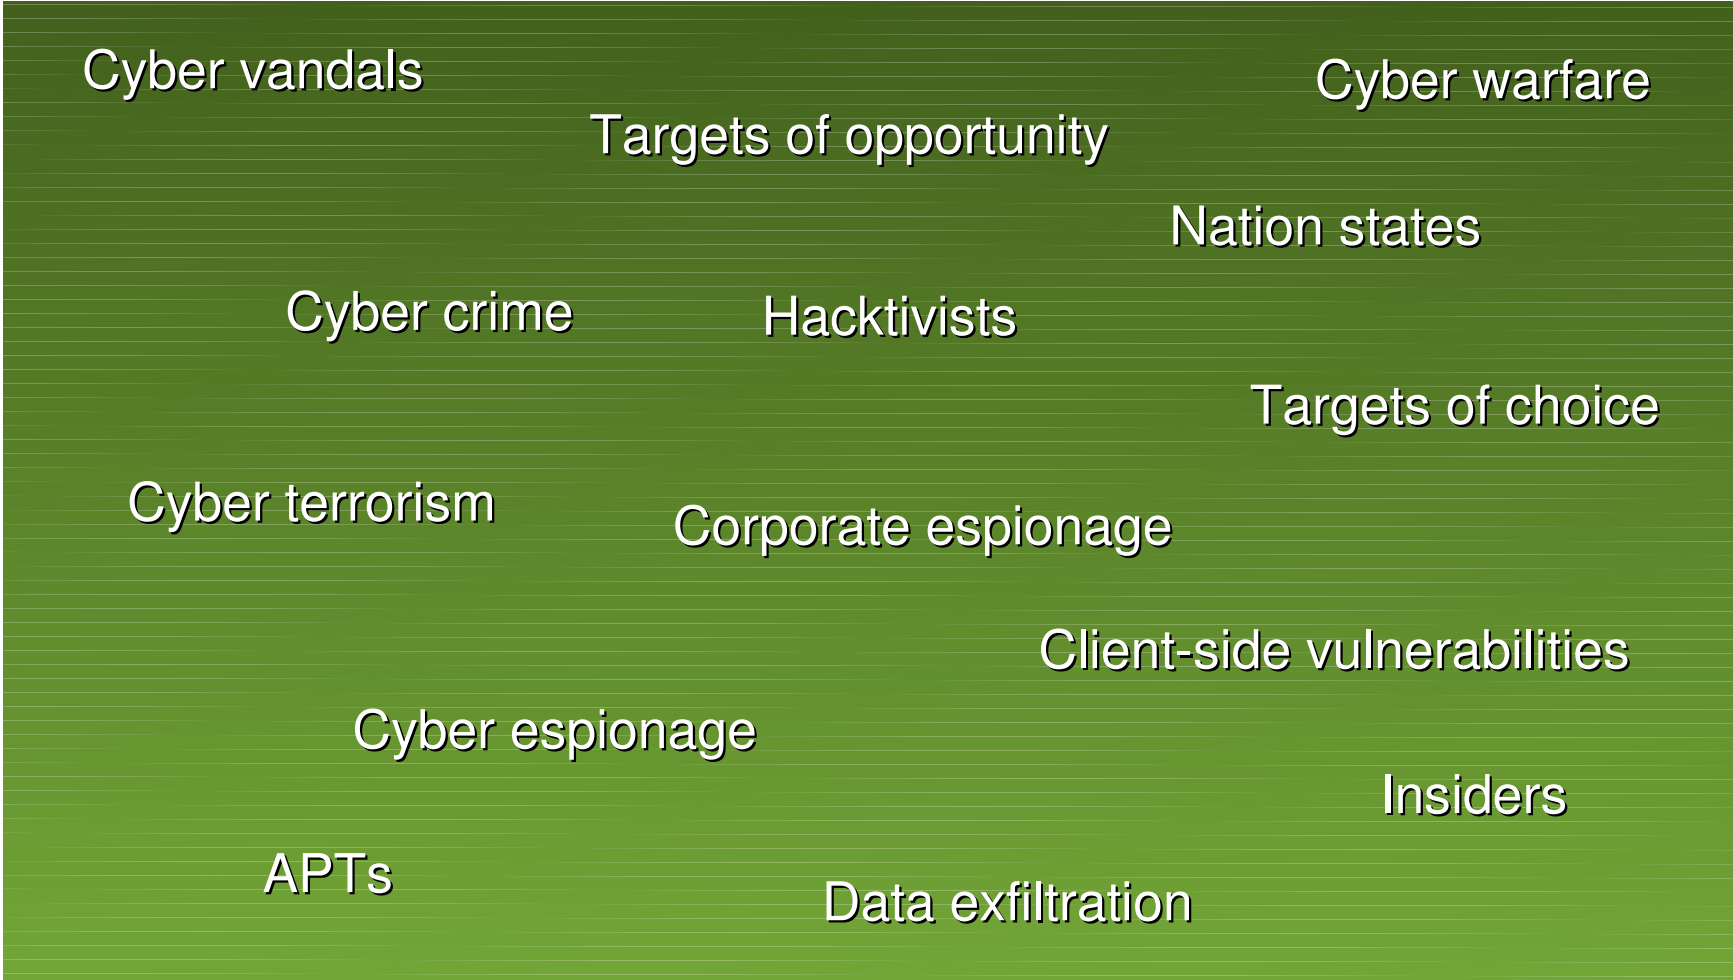 Cyber vandals
Cyber warfare
Targets of opportunity
Nation states
Cyber crime
Hacktivists
Targets of choice
Cyber terrorism
Corporate espionage
Client-side vulnerabilities
Cyber espionage
Insiders
APTs
Data exfiltration